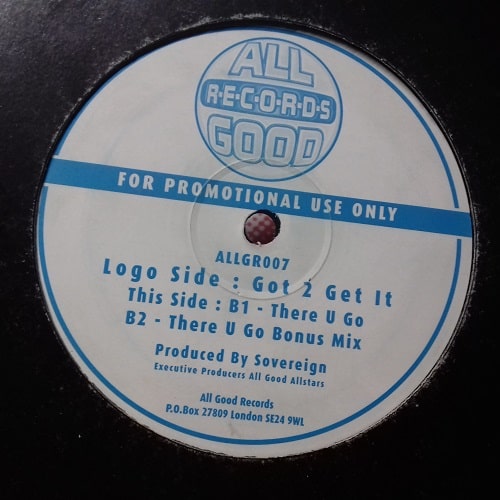 ALL
R·E·C·O·R·D·S
GOOD
FOR PROMOTIONAL USE ONLY
ALLGR007
Logo Side : Got 2 Get It
This Side : B1 - There U Go
B2 - There U Go Bonus Mix
Produced By Sovereign
Executive Producers All Good Allstars
All Good Records
P.O.Box 27809 London SE24 9WL